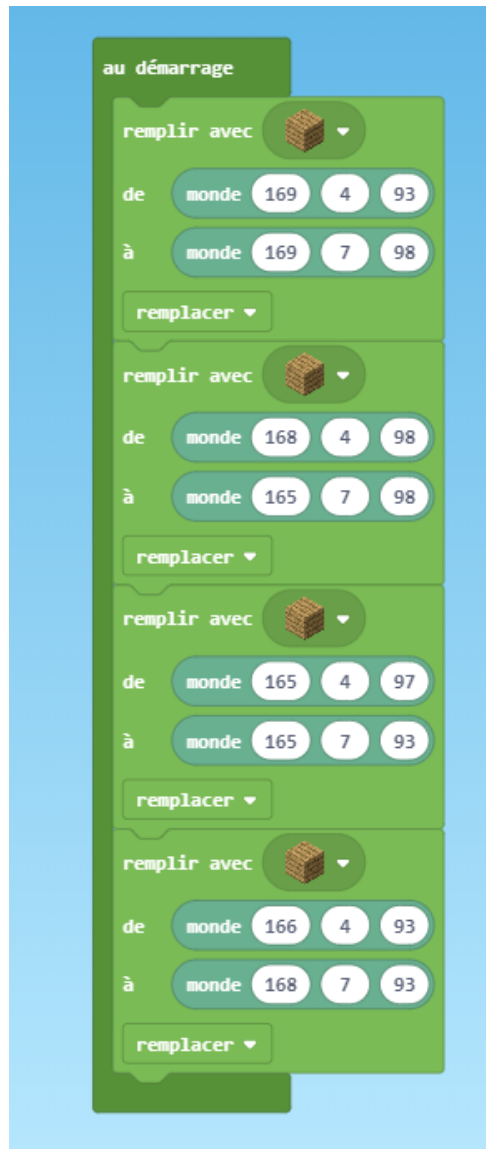 au démarrage
remplir avec
de monde 169 4 93
à monde 169 7 98
remplacer
remplir avec
de monde 168 4 98
à monde 165 7 98
remplacer
remplir avec
de monde 165 4 97
à monde 165 7 93
remplacer
remplir avec
de monde 166 4 93
à monde 168 7 93
remplacer